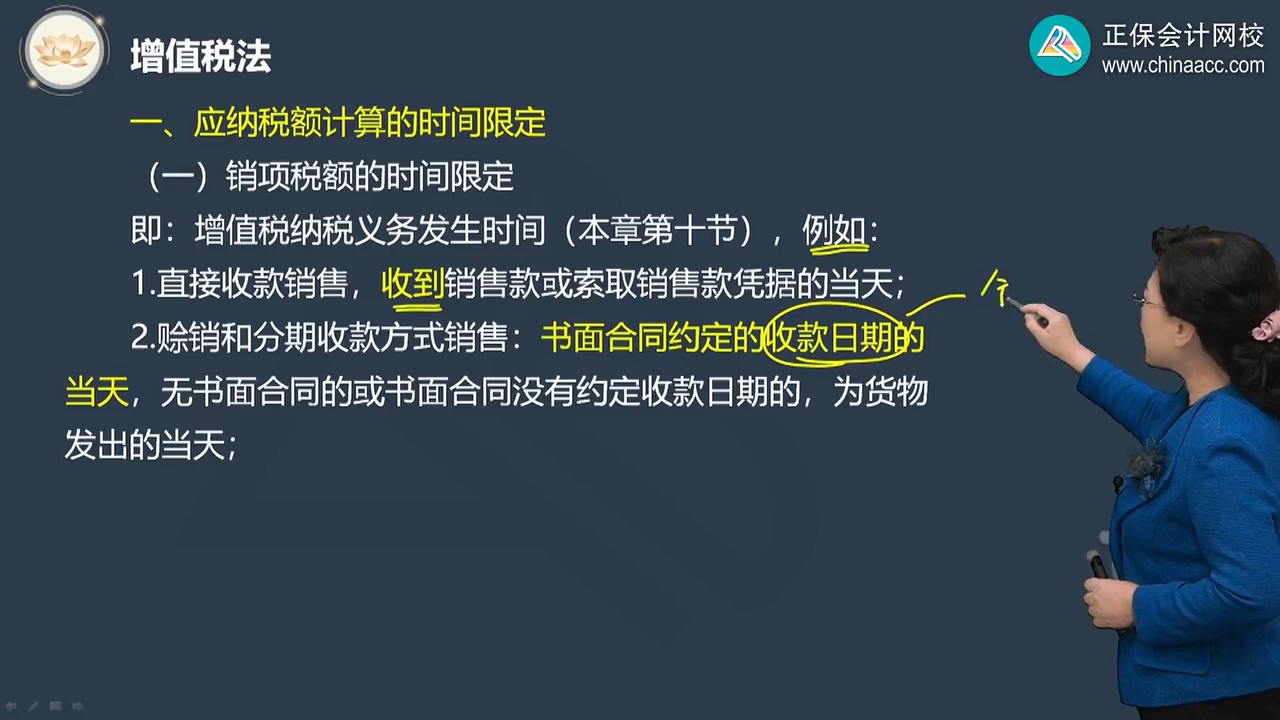 增值税法
正保会计网校
www.chinaacc.com
一、应纳税额计算的时间限定
（一）销项税额的时间限定
即：增值税纳税义务发生时间（本章第十节），例如：
1.直接收款销售，收到销售款或索取销售款凭据的当天；
2.赊销和分期收款方式销售：书面合同约定的收款日期的
当天，无书面合同的或书面合同没有约定收款日期的，为货物
发出的当天；